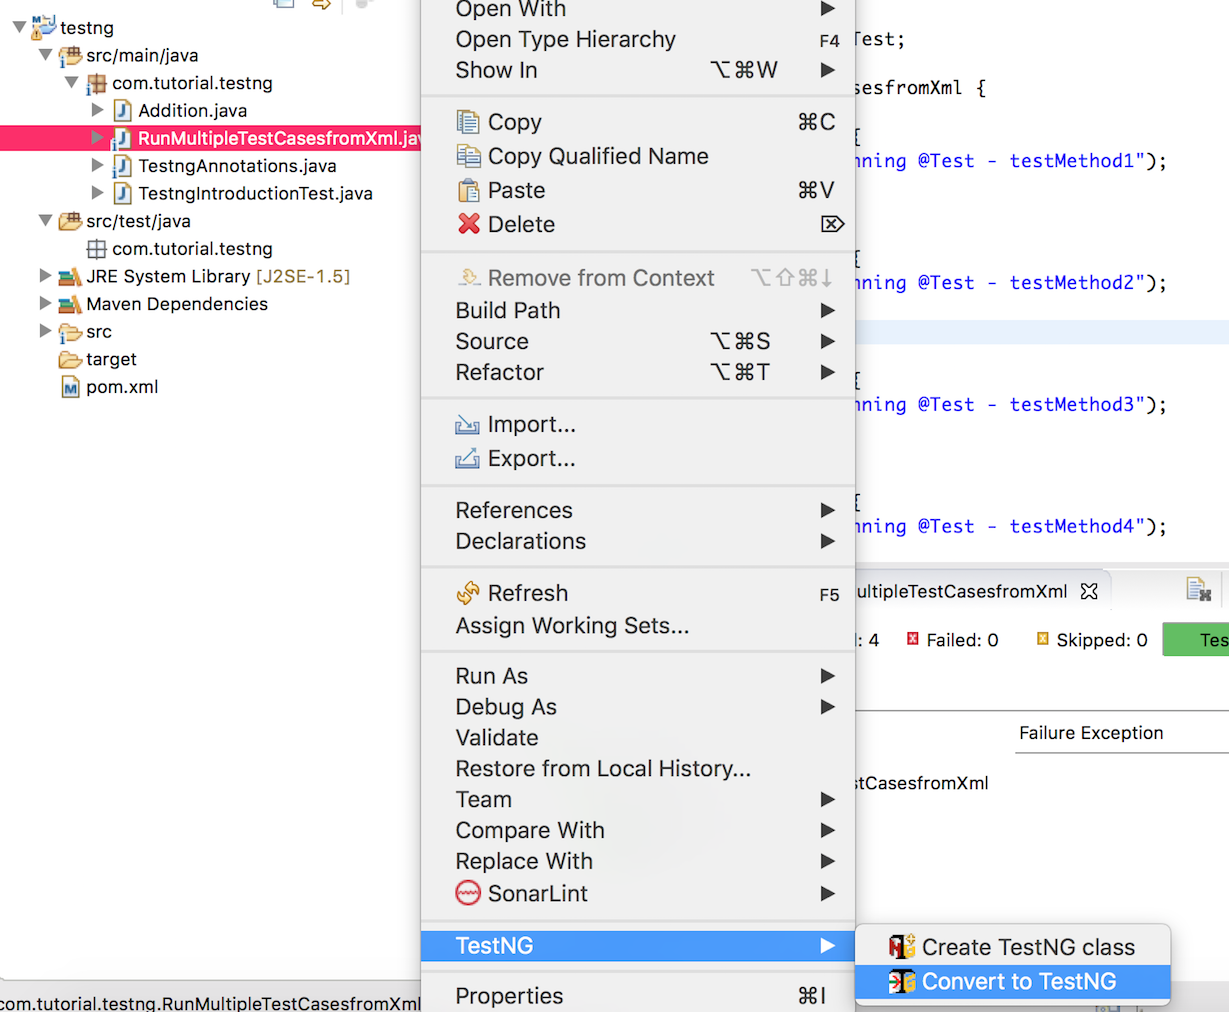 testng
src/main/java
com.tutorial.testng
Addition.java
RunMultipleTestCasesfromXml.jav
TestngAnnotations.java
TestngIntroductionTest.java
src/test/java
com.tutorial.testng
JRE System Library [J2SE-1.5]
Maven Dependencies
src
target
pom.xml
com.tutorial.testng.RunMultipleTestCasesfromXml
Open With
Open Type Hierarchy F4
Show In ⌥⌘W
Copy ⌘C
Copy Qualified Name
Paste ⌘V
Delete ⌦
Remove from Context ⌥⇧⌘↓
Build Path
Source ⌥⌘S
Refactor ⌥⌘T
Import...
Export...
References
Declarations
Refresh F5
Assign Working Sets...
Run As
Debug As
Validate
Restore from Local History...
Team
Compare With
Replace With
SonarLint
TestNG
Properties ⌘I
Create TestNG class
Convert to TestNG
Test;
sesfromXml {
{
nning @Test - testMethod1");
{
nning @Test - testMethod2");
{
nning @Test - testMethod3");
{
nning @Test - testMethod4");
ultipleTestCasesfromXml
: 4 Failed: 0 Skipped: 0 Tes
Failure Exception
stCasesfromXml